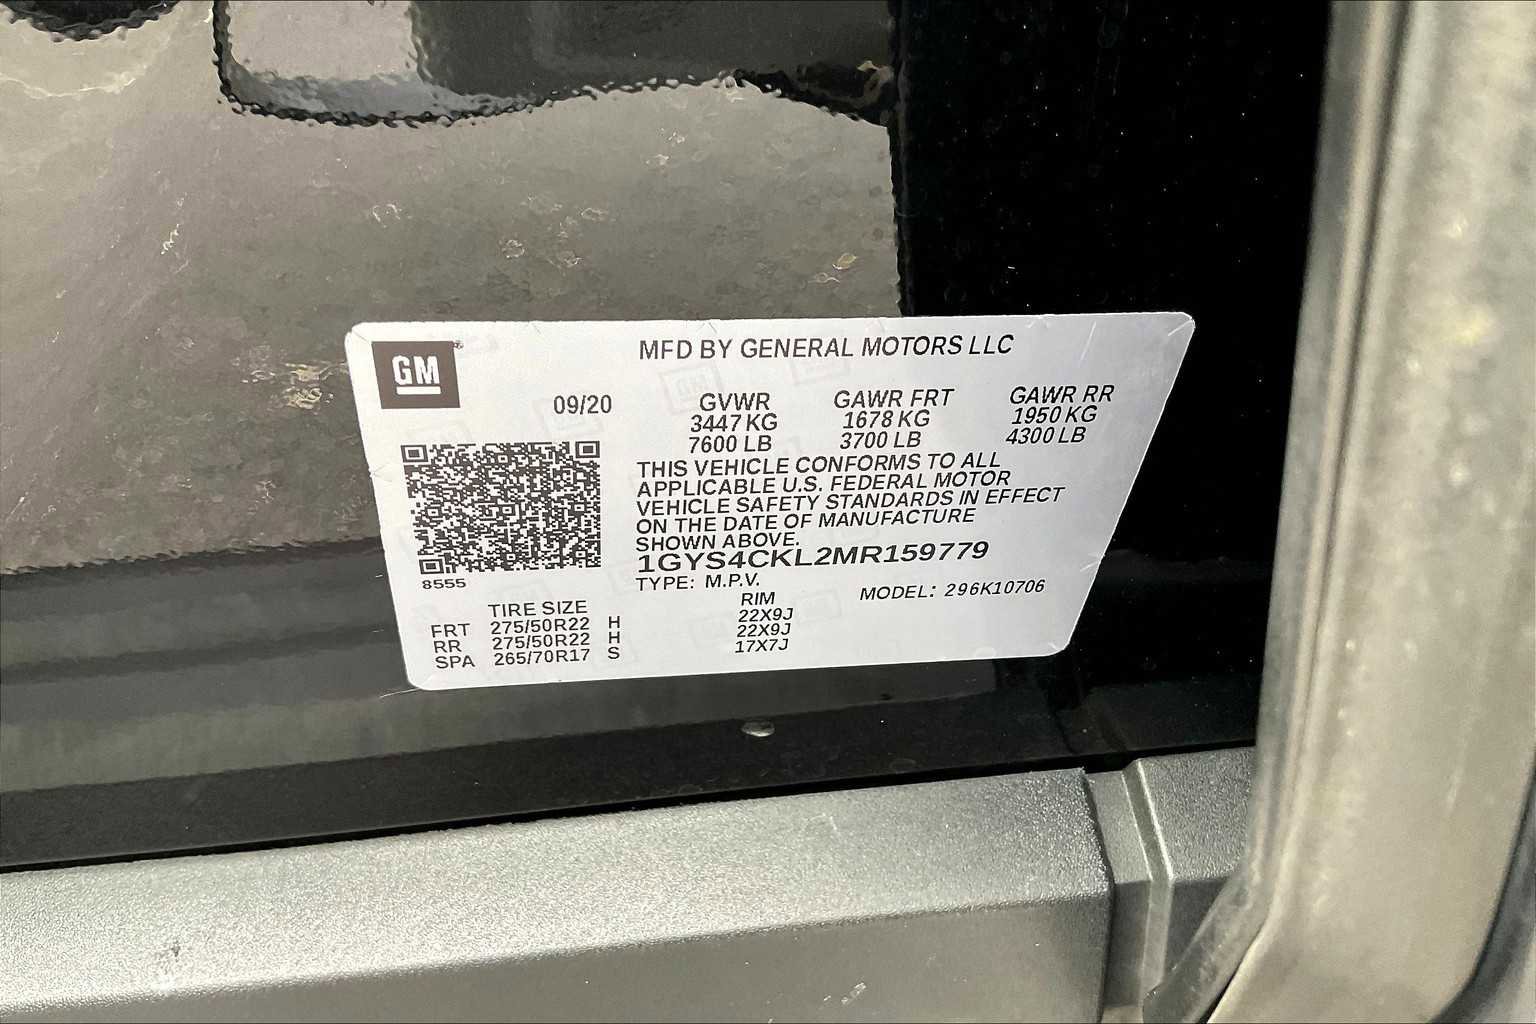 GM
MFD BY GENERAL MOTORS LLC
09/20
GVWR GAWR FRT GAWR RR
3447 KG 1678 KG 1950 KG
7600 LB 3700 LB 4300 LB
THIS VEHICLE CONFORMS TO ALL
APPLICABLE U.S. FEDERAL MOTOR
VEHICLE SAFETY STANDARDS IN EFFECT
ON THE DATE OF MANUFACTURE
SHOWN ABOVE.
1GYS4CKL2MR159779
8555
TYPE: M.P.V. MODEL: 296K10706
TIRE SIZE RIM
FRT 275/50R22 H 22X9J
RR 275/50R22 H 22X9J
SPA 265/70R17 S 17X7J